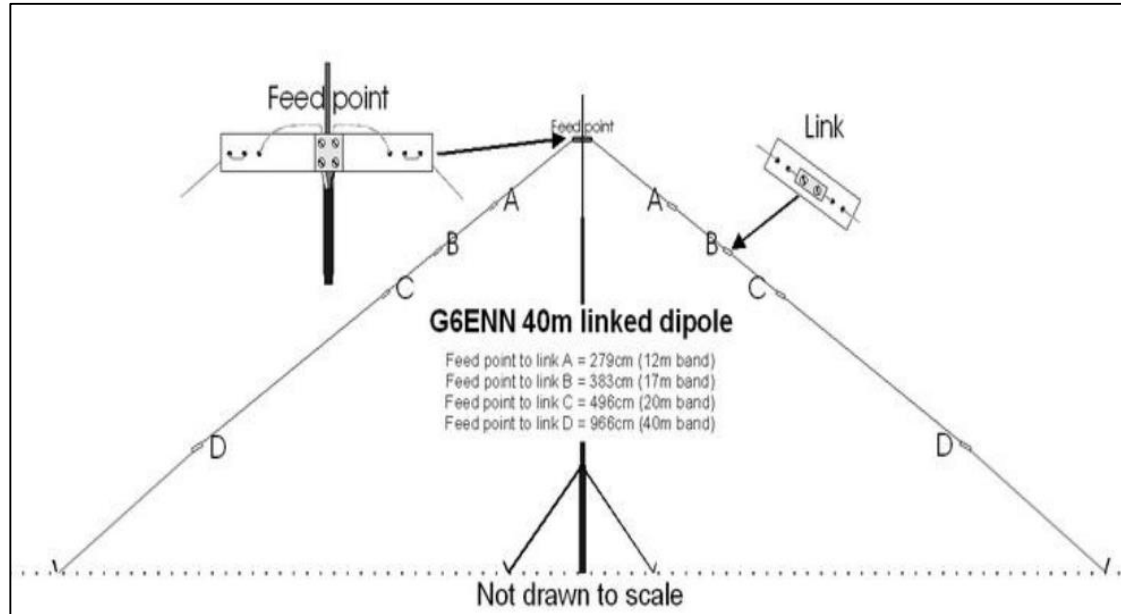 Feed point
Feed point
Link
A
A
B
B
C
C
G6ENN 40m linked dipole
Feed point to link A = 279cm (12m band)
Feed point to link B = 383cm (17m band)
Feed point to link C = 496cm (20m band)
Feed point to link D = 966cm (40m band)
D
D
Not drawn to scale